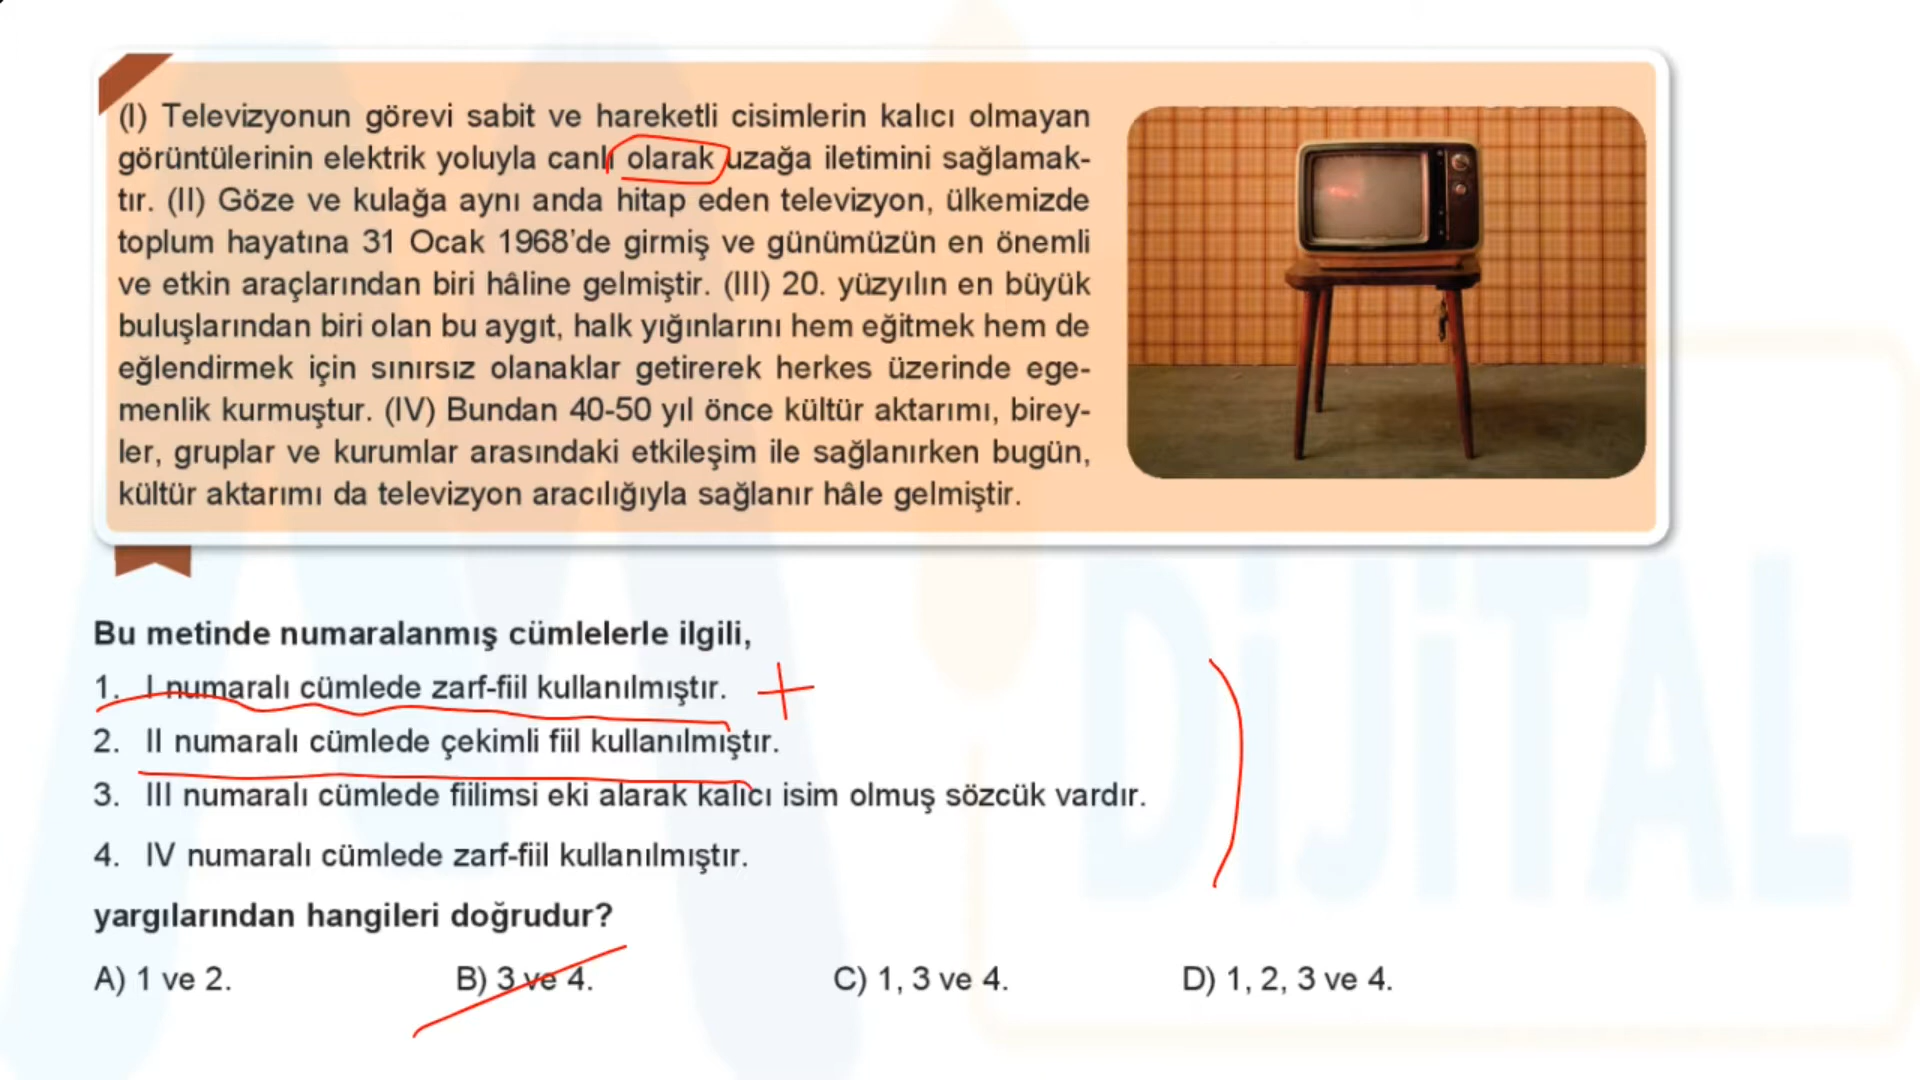 (I) Televizyonun görevi sabit ve hareketli cisimlerin kalıcı olmayan
görüntülerinin elektrik yoluyla canlı olarak uzağa iletimini sağlamak-
tır. (II) Göze ve kulağa aynı anda hitap eden televizyon, ülkemizde
toplum hayatına 31 Ocak 1968'de girmiş ve günümüzün en önemli
ve etkin araçlarından biri hâline gelmiştir. (III) 20. yüzyılın en büyük
buluşlarından biri olan bu aygıt, halk yığınlarını hem eğitmek hem de
eğlendirmek için sınırsız olanaklar getirerek herkes üzerinde ege-
menlik kurmuştur. (IV) Bundan 40-50 yıl önce kültür aktarımı, birey-
ler, gruplar ve kurumlar arasındaki etkileşim ile sağlanırken bugün,
kültür aktarımı da televizyon aracılığıyla sağlanır hâle gelmiştir.
Bu metinde numaralanmış cümlelerle ilgili,
1. I numaralı cümlede zarf-fiil kullanılmıştır. +
2. II numaralı cümlede çekimli fiil kullanılmıştır.
3. III numaralı cümlede fiilimsi eki alarak kalıcı isim olmuş sözcük vardır.
4. IV numaralı cümlede zarf-fiil kullanılmıştır.
yargılarından hangileri doğrudur?
A) 1 ve 2. B) 3 ve 4. C) 1, 3 ve 4. D) 1, 2, 3 ve 4.
DİJİTAL